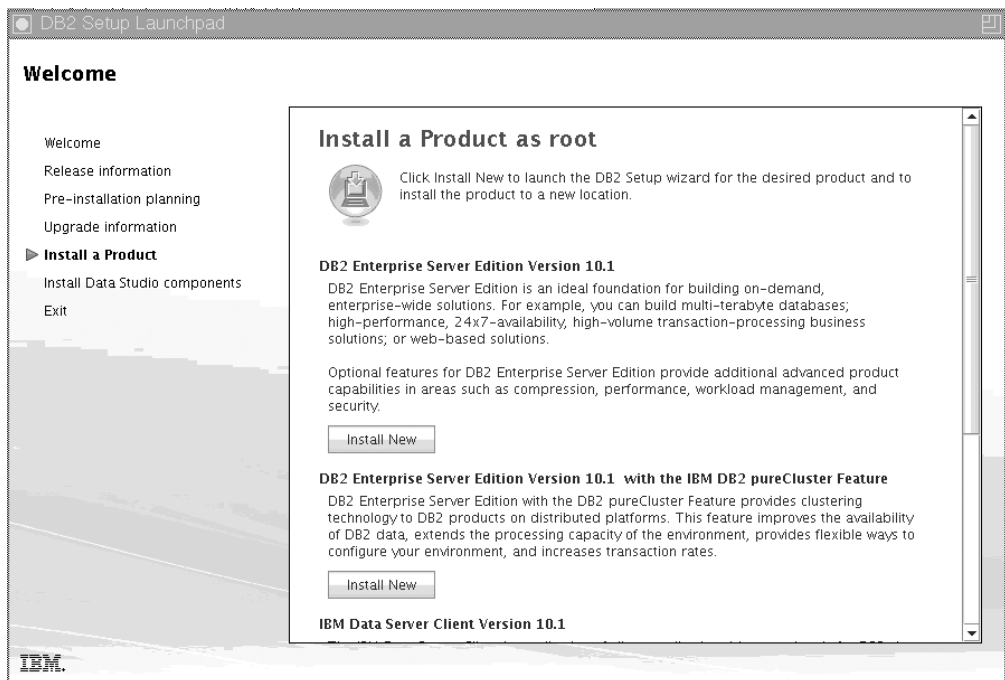 DB2 Setup Launchpad
Welcome
Welcome
Release information
Pre-installation planning
Upgrade information
Install a Product
Install Data Studio components
Exit
Install a Product as root
Click Install New to launch the DB2 Setup wizard for the desired product and to
install the product to a new location.
DB2 Enterprise Server Edition Version 10.1
DB2 Enterprise Server Edition is an ideal foundation for building on-demand,
enterprise-wide solutions. For example, you can build multi-terabyte databases;
high-performance, 24x7-availability, high-volume transaction-processing business
solutions; or web-based solutions.
Optional features for DB2 Enterprise Server Edition provide additional advanced product
capabilities in areas such as compression, performance, workload management, and
security.
Install New
DB2 Enterprise Server Edition Version 10.1 with the IBM DB2 pureCluster Feature
DB2 Enterprise Server Edition with the DB2 pureCluster Feature provides clustering
technology to DB2 products on distributed platforms. This feature improves the availability
of DB2 data, extends the processing capacity of the environment, provides flexible ways to
configure your environment, and increases transaction rates.
Install New
IBM Data Server Client Version 10.1
IBM.